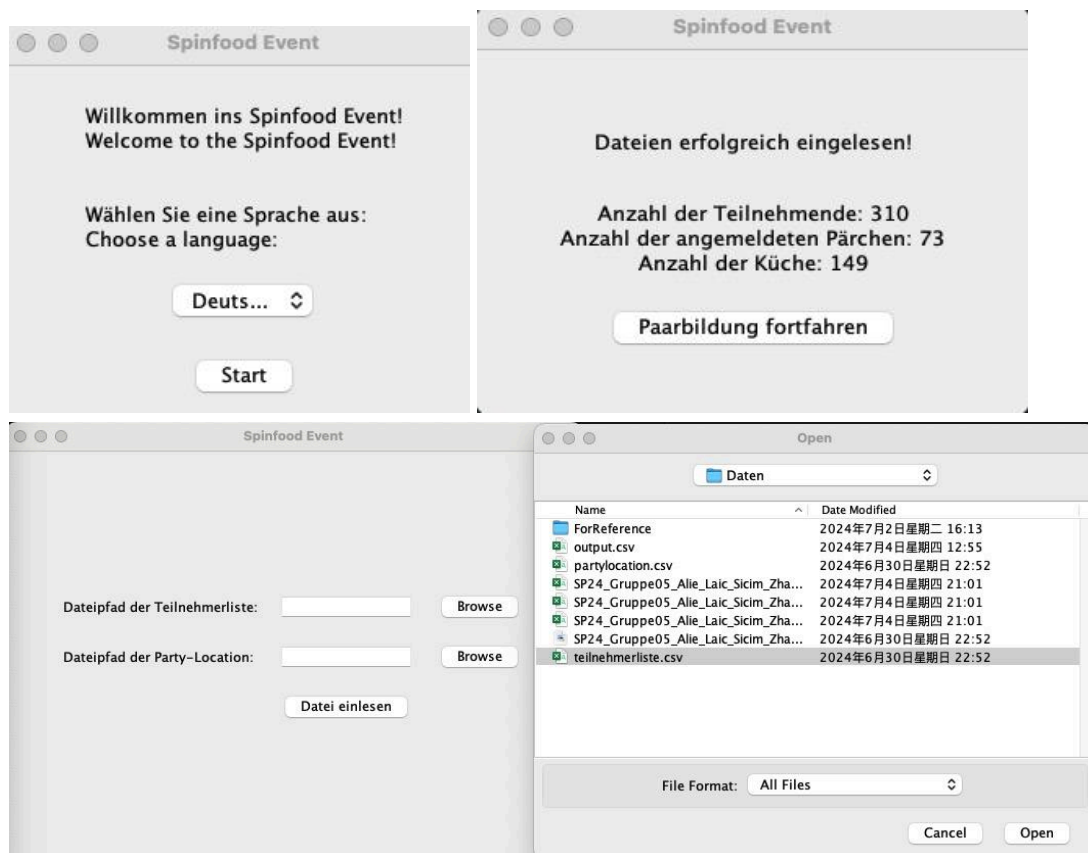 Spinfood Event
Willkommen ins Spinfood Event!
Welcome to the Spinfood Event!
Wählen Sie eine Sprache aus:
Choose a language:
Deuts...
Start
Spinfood Event
Dateien erfolgreich eingelesen!
Anzahl der Teilnehmende: 310
Anzahl der angemeldeten Pärchen: 73
Anzahl der Küche: 149
Paarbildung fortfahren
Spinfood Event
Dateipfad der Teilnehmerliste: Browse
Dateipfad der Party-Location: Browse
Datei einlesen
Open
Daten
Name Date Modified
ForReference 2024年7月2日星期二 16:13
output.csv 2024年7月4日星期四 12:55
partylocation.csv 2024年6月30日星期日 22:52
SP24_Gruppe05_Alie_Laic_Sicim_Zha... 2024年7月4日星期四 21:01
SP24_Gruppe05_Alie_Laic_Sicim_Zha... 2024年7月4日星期四 21:01
SP24_Gruppe05_Alie_Laic_Sicim_Zha... 2024年7月4日星期四 21:01
SP24_Gruppe05_Alie_Laic_Sicim_Zha... 2024年6月30日星期日 22:52
teilnehmerliste.csv 2024年6月30日星期日 22:52
File Format: All Files
Cancel Open